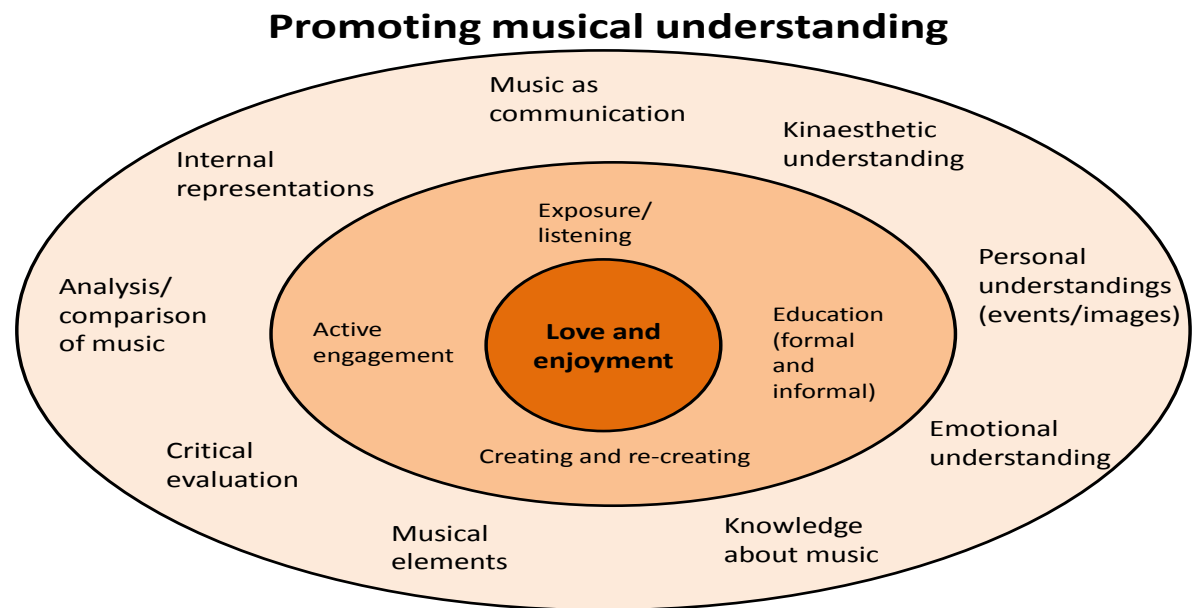 Promoting musical understanding
Music as
communication
Kinaesthetic
understanding
Internal
representations
Exposure/
listening
Personal
understandings
(events/images)
Analysis/
comparison
of music
Active
engagement
Love and
enjoyment
Education
(formal
and
informal)
Emotional
understanding
Critical
evaluation
Creating and re-creating
Musical
elements
Knowledge
about music